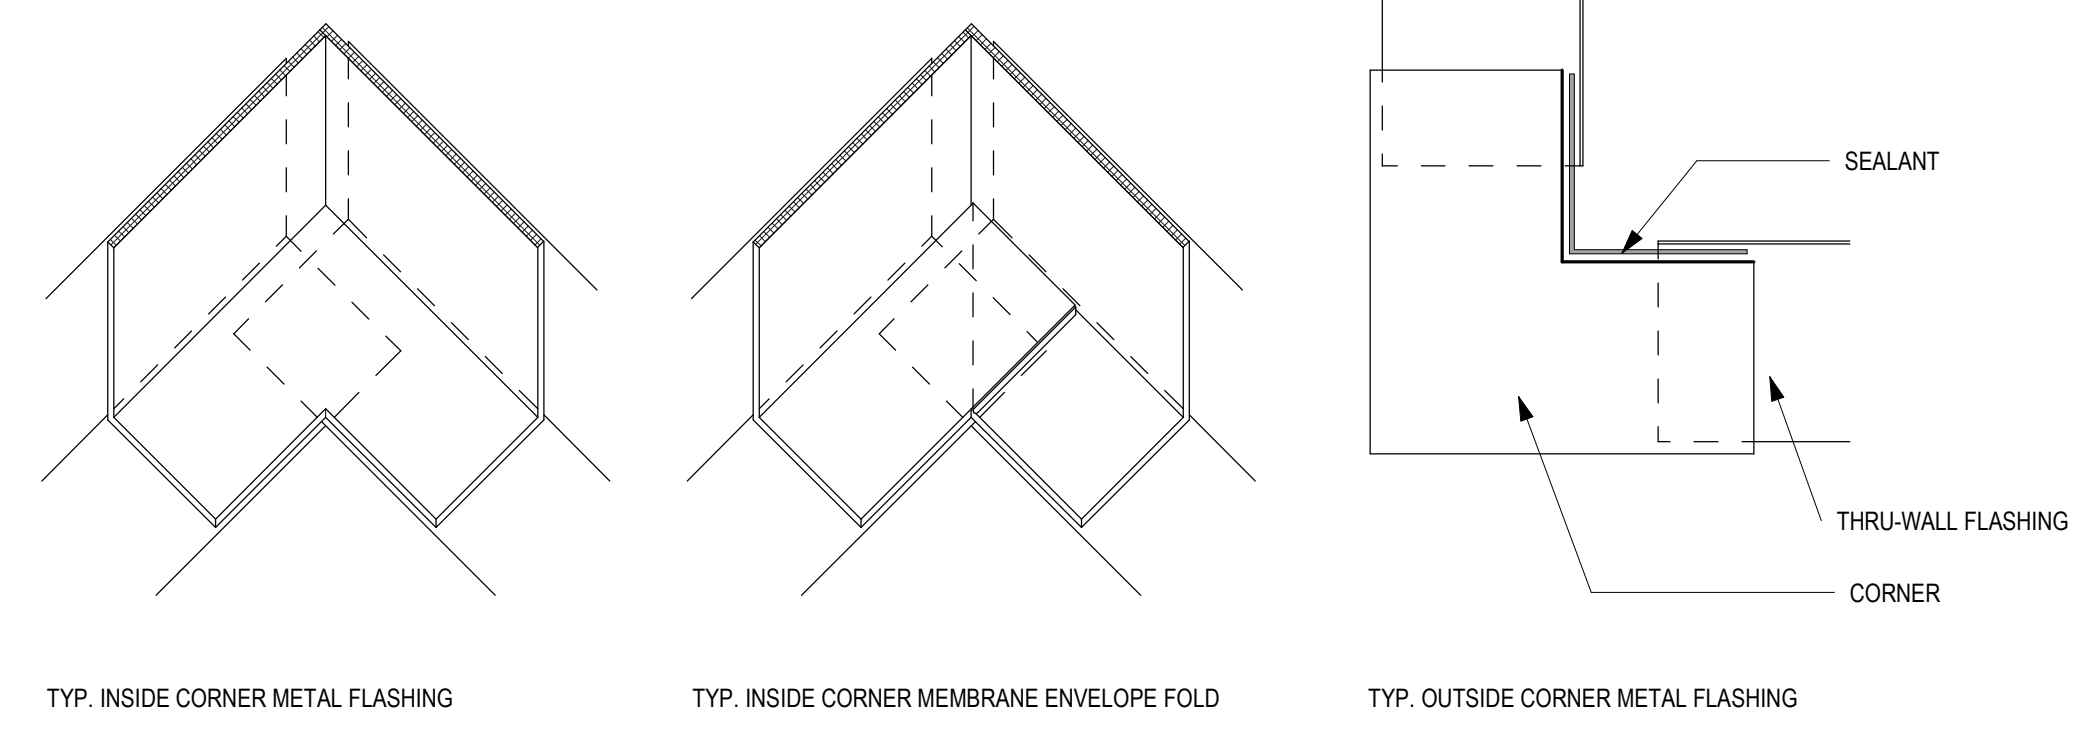 SEALANT
THRU-WALL FLASHING
CORNER
TYP. INSIDE CORNER METAL FLASHING
TYP. INSIDE CORNER MEMBRANE ENVELOPE FOLD
TYP. OUTSIDE CORNER METAL FLASHING